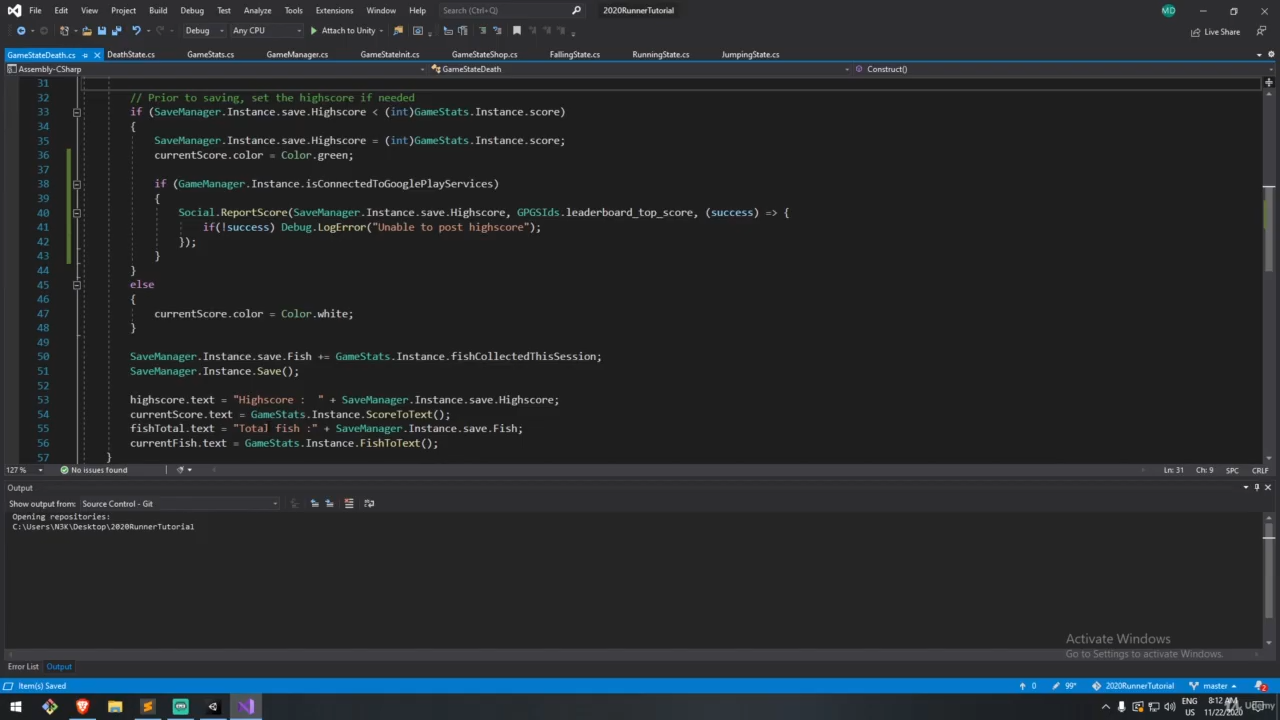 File Edit View Git Project Build Debug Test Analyze Tools Extensions Window Help Search (Ctrl+Q) 2020RunnerTutorial MD
Debug Any CPU Attach to Unity Live Share
GameStateDeath.cs DeathState.cs GameStats.cs GameManager.cs GameStateInit.cs GameStateShop.cs FallingState.cs RunningState.cs JumpingState.cs
Assembly-CSharp GameStateDeath Construct()
31
32 // Prior to saving, set the highscore if needed
33 if (SaveManager.Instance.save.Highscore < (int)GameStats.Instance.score)
34 {
35 SaveManager.Instance.save.Highscore = (int)GameStats.Instance.score;
36 currentScore.color = Color.green;
37
38 if (GameManager.Instance.isConnectedToGooglePlayServices)
39 {
40 Social.ReportScore(SaveManager.Instance.save.Highscore, GPGSIds.leaderboard_top_score, (success) => {
41 if(!success) Debug.LogError("Unable to post highscore");
42 });
43 }
44 }
45 else
46 {
47 currentScore.color = Color.white;
48 }
49
50 SaveManager.Instance.save.Fish += GameStats.Instance.fishCollectedThisSession;
51 SaveManager.Instance.Save();
52
53 highscore.text = "Highscore :  " + SaveManager.Instance.save.Highscore;
54 currentScore.text = GameStats.Instance.ScoreToText();
55 fishTotal.text = "Total fish :" + SaveManager.Instance.save.Fish;
56 currentFish.text = GameStats.Instance.FishToText();
57 }
127 % No issues found Ln: 31 Ch: 9 SPC CRLF
Output
Show output from: Source Control - Git
Opening repositories:
C:\Users\N3K\Desktop\2020RunnerTutorial
Activate Windows
Go to Settings to activate Windows.
Error List Output
Item(s) Saved 0 99+ 2020RunnerTutorial master 2
ENG 8:12 AM
US 11/22/2020
Udemy